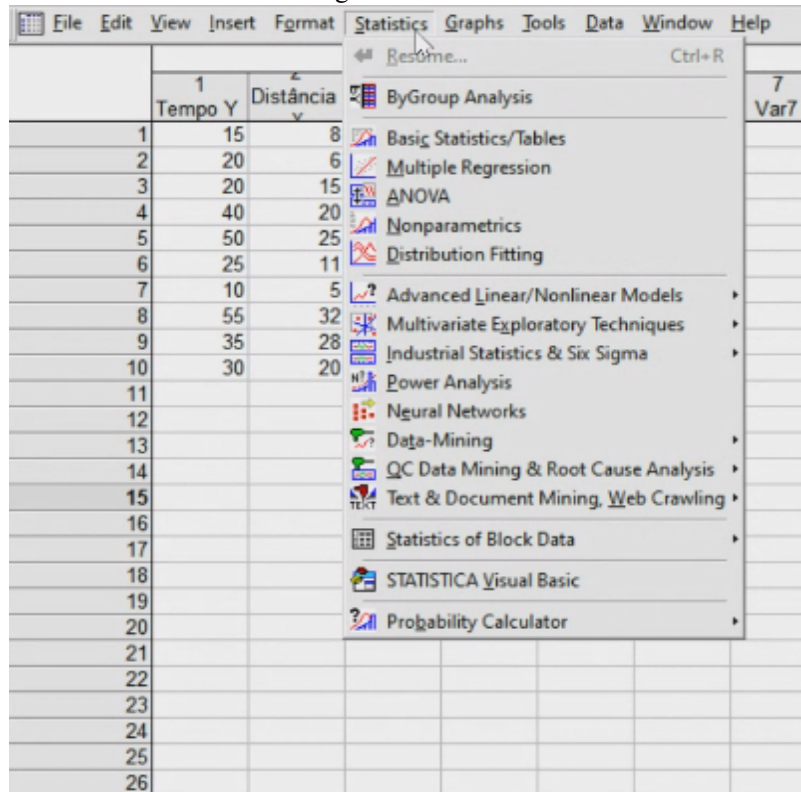 File Edit View Insert Format Statistics Graphs Tools Data Window Help
Resume... Ctrl+R
ByGroup Analysis
Basic Statistics/Tables
Multiple Regression
ANOVA
Nonparametrics
Distribution Fitting
Advanced Linear/Nonlinear Models
Multivariate Exploratory Techniques
Industrial Statistics & Six Sigma
Power Analysis
Neural Networks
Data-Mining
QC Data Mining & Root Cause Analysis
Text & Document Mining, Web Crawling
Statistics of Block Data
STATISTICA Visual Basic
Probability Calculator
1 7
Tempo Y Distância Var7
1 15 8
2 20 6
3 20 15
4 40 20
5 50 25
6 25 11
7 10 5
8 55 32
9 35 28
10 30 20
11
12
13
14
15
16
17
18
19
20
21
22
23
24
25
26